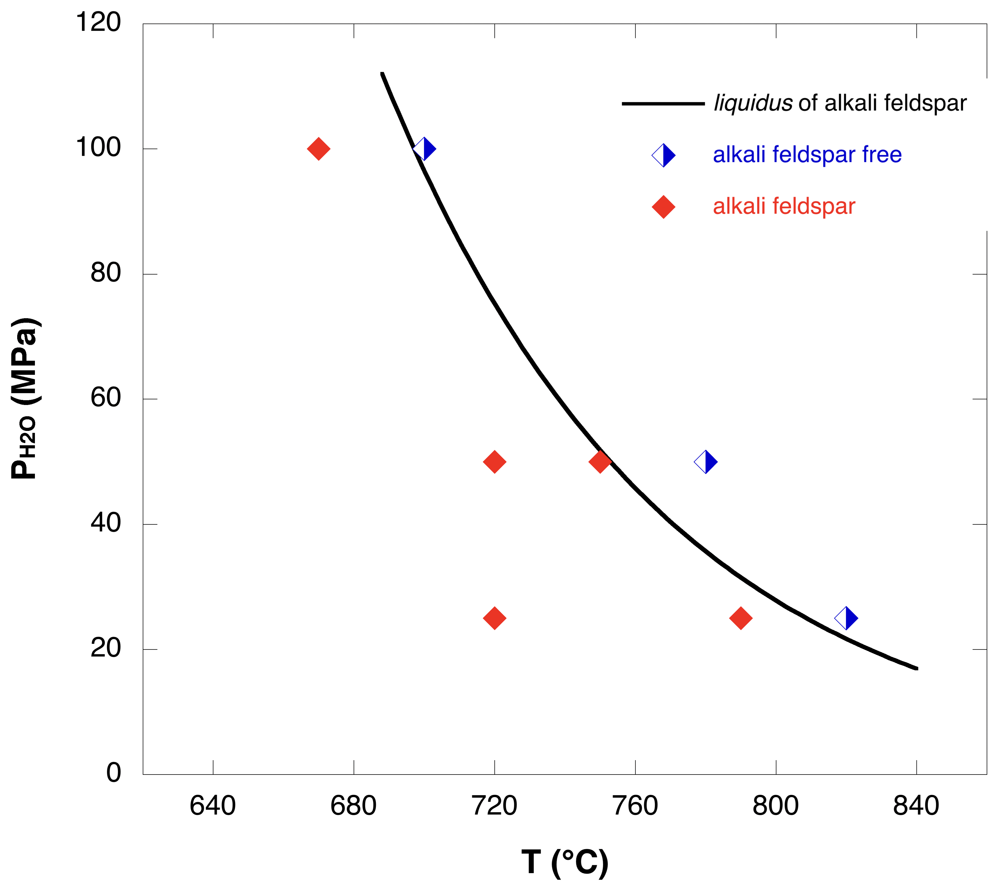 120
100
80
60
40
20
0
PH2O (MPa)
liquidus of alkali feldspar
alkali feldspar free
alkali feldspar
640 680 720 760 800 840
T (°C)